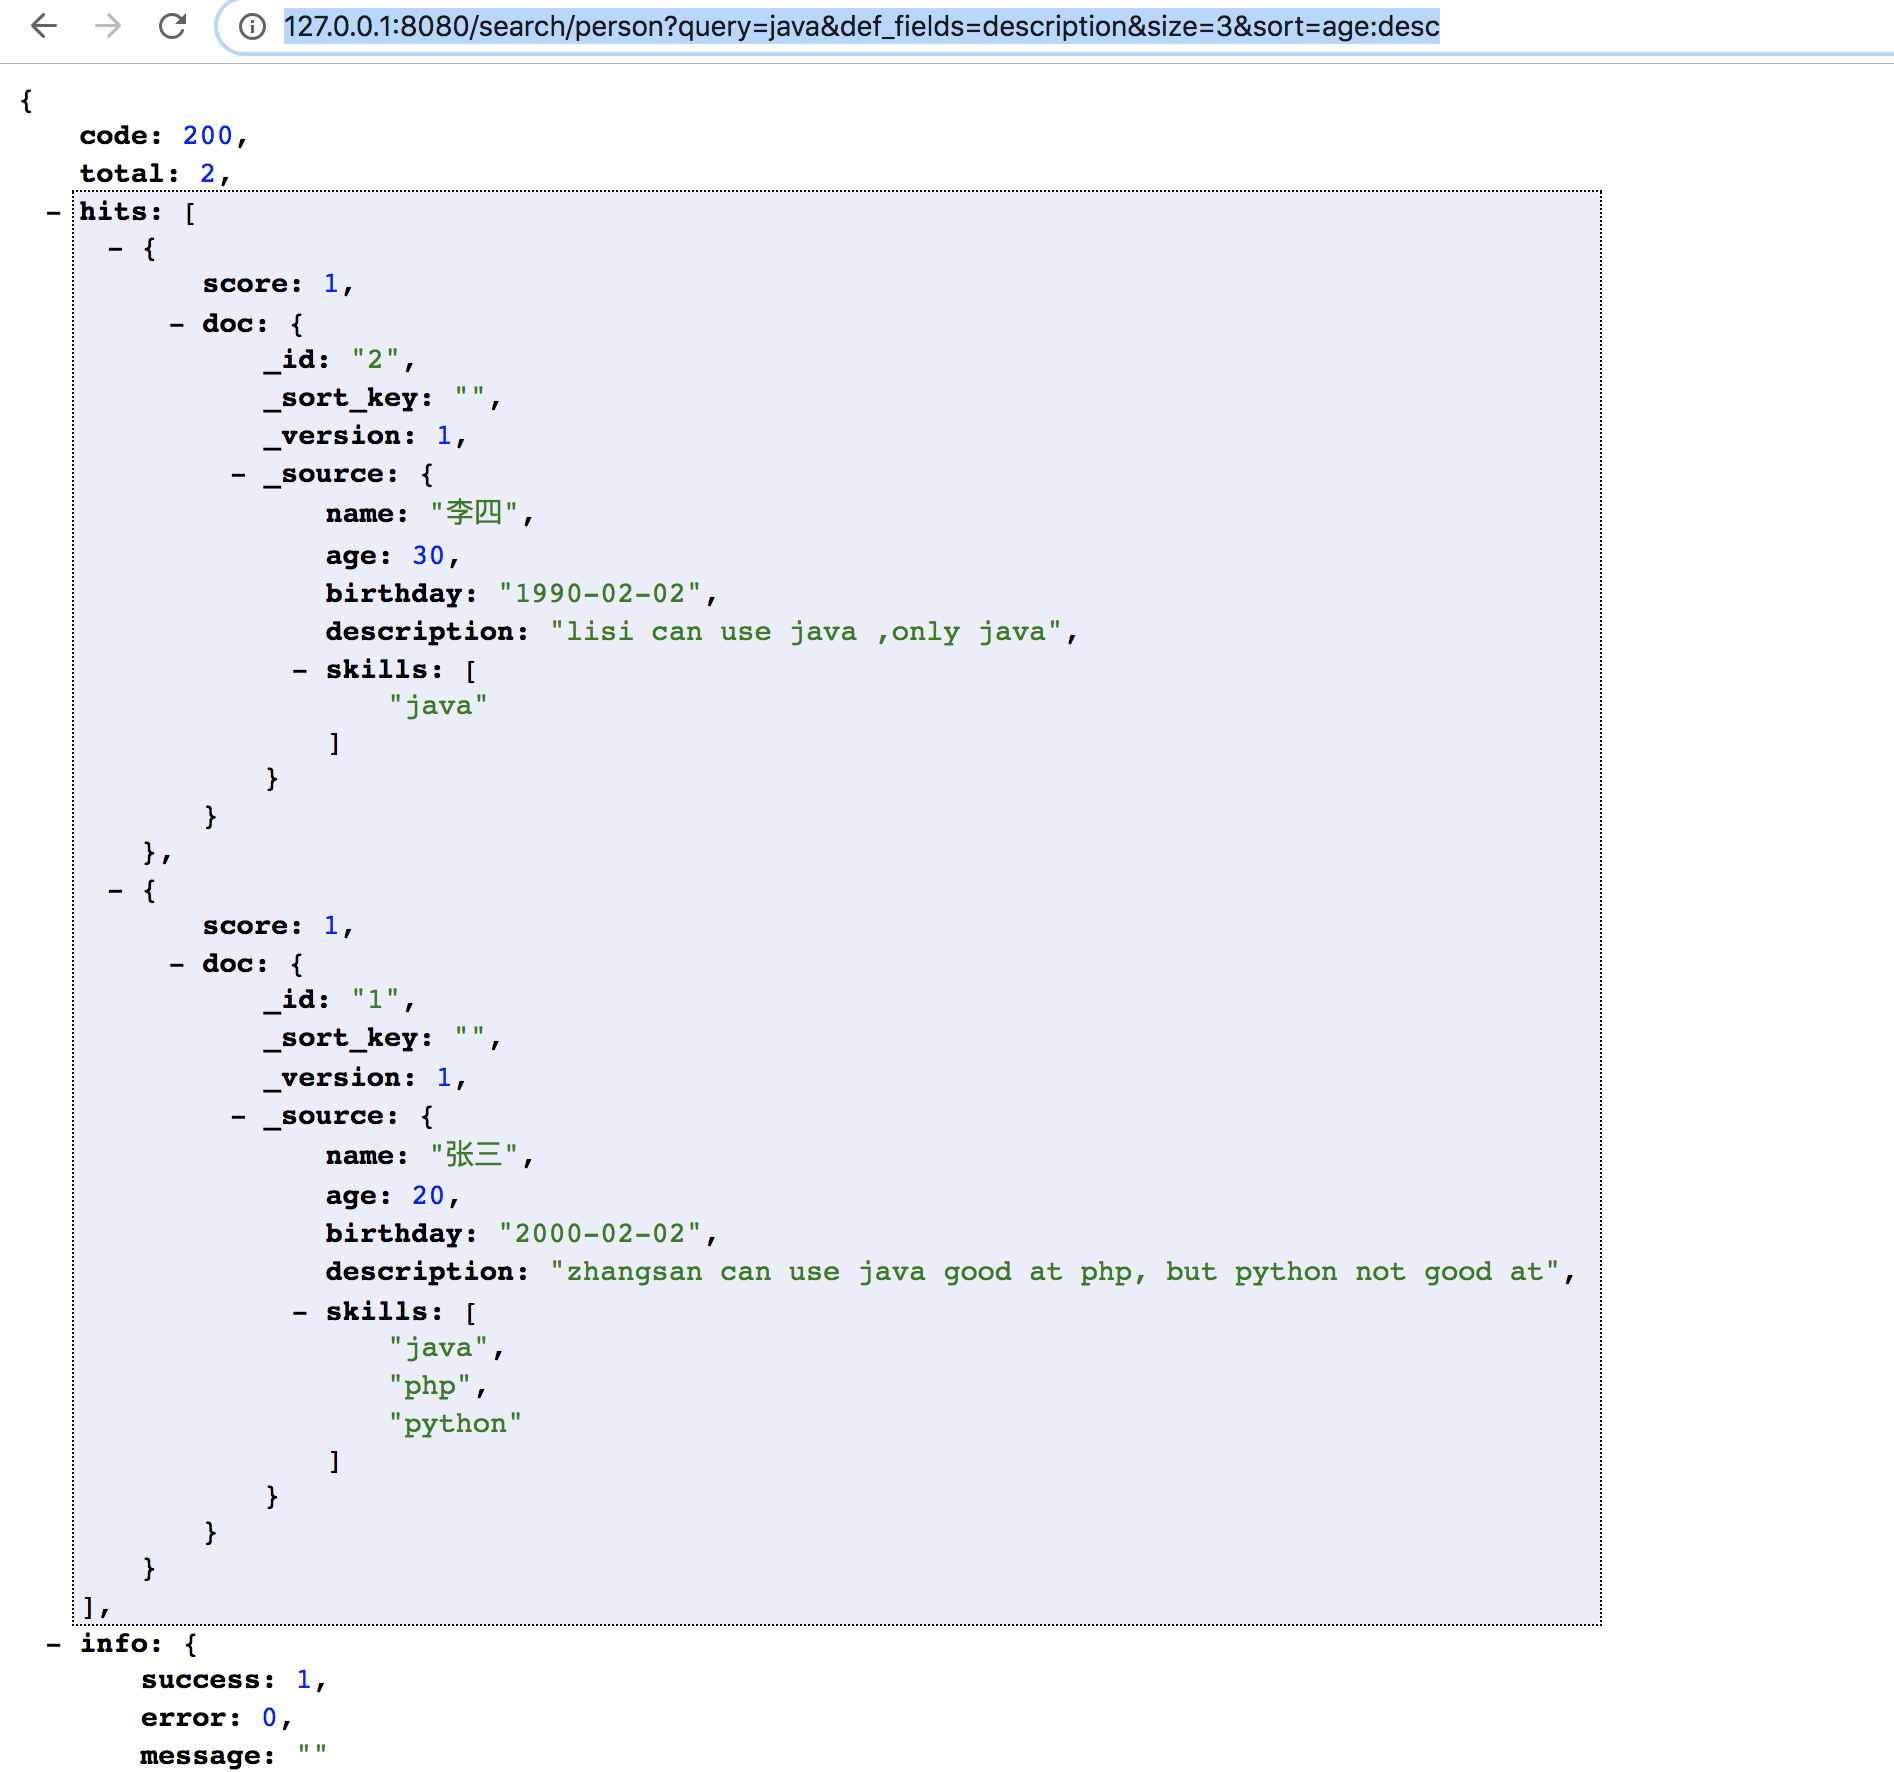 127.0.0.1:8080/search/person?query=java&def_fields=description&size=3&sort=age:desc
{
code: 200,
total: 2,
- hits: [
- {
score: 1,
- doc: {
_id: "2",
_sort_key: "",
_version: 1,
- _source: {
name: "李四",
age: 30,
birthday: "1990-02-02",
description: "lisi can use java ,only java",
- skills: [
"java"
]
}
}
},
- {
score: 1,
- doc: {
_id: "1",
_sort_key: "",
_version: 1,
- _source: {
name: "张三",
age: 20,
birthday: "2000-02-02",
description: "zhangsan can use java good at php, but python not good at",
- skills: [
"java",
"php",
"python"
]
}
}
}
],
- info: {
success: 1,
error: 0,
message: ""